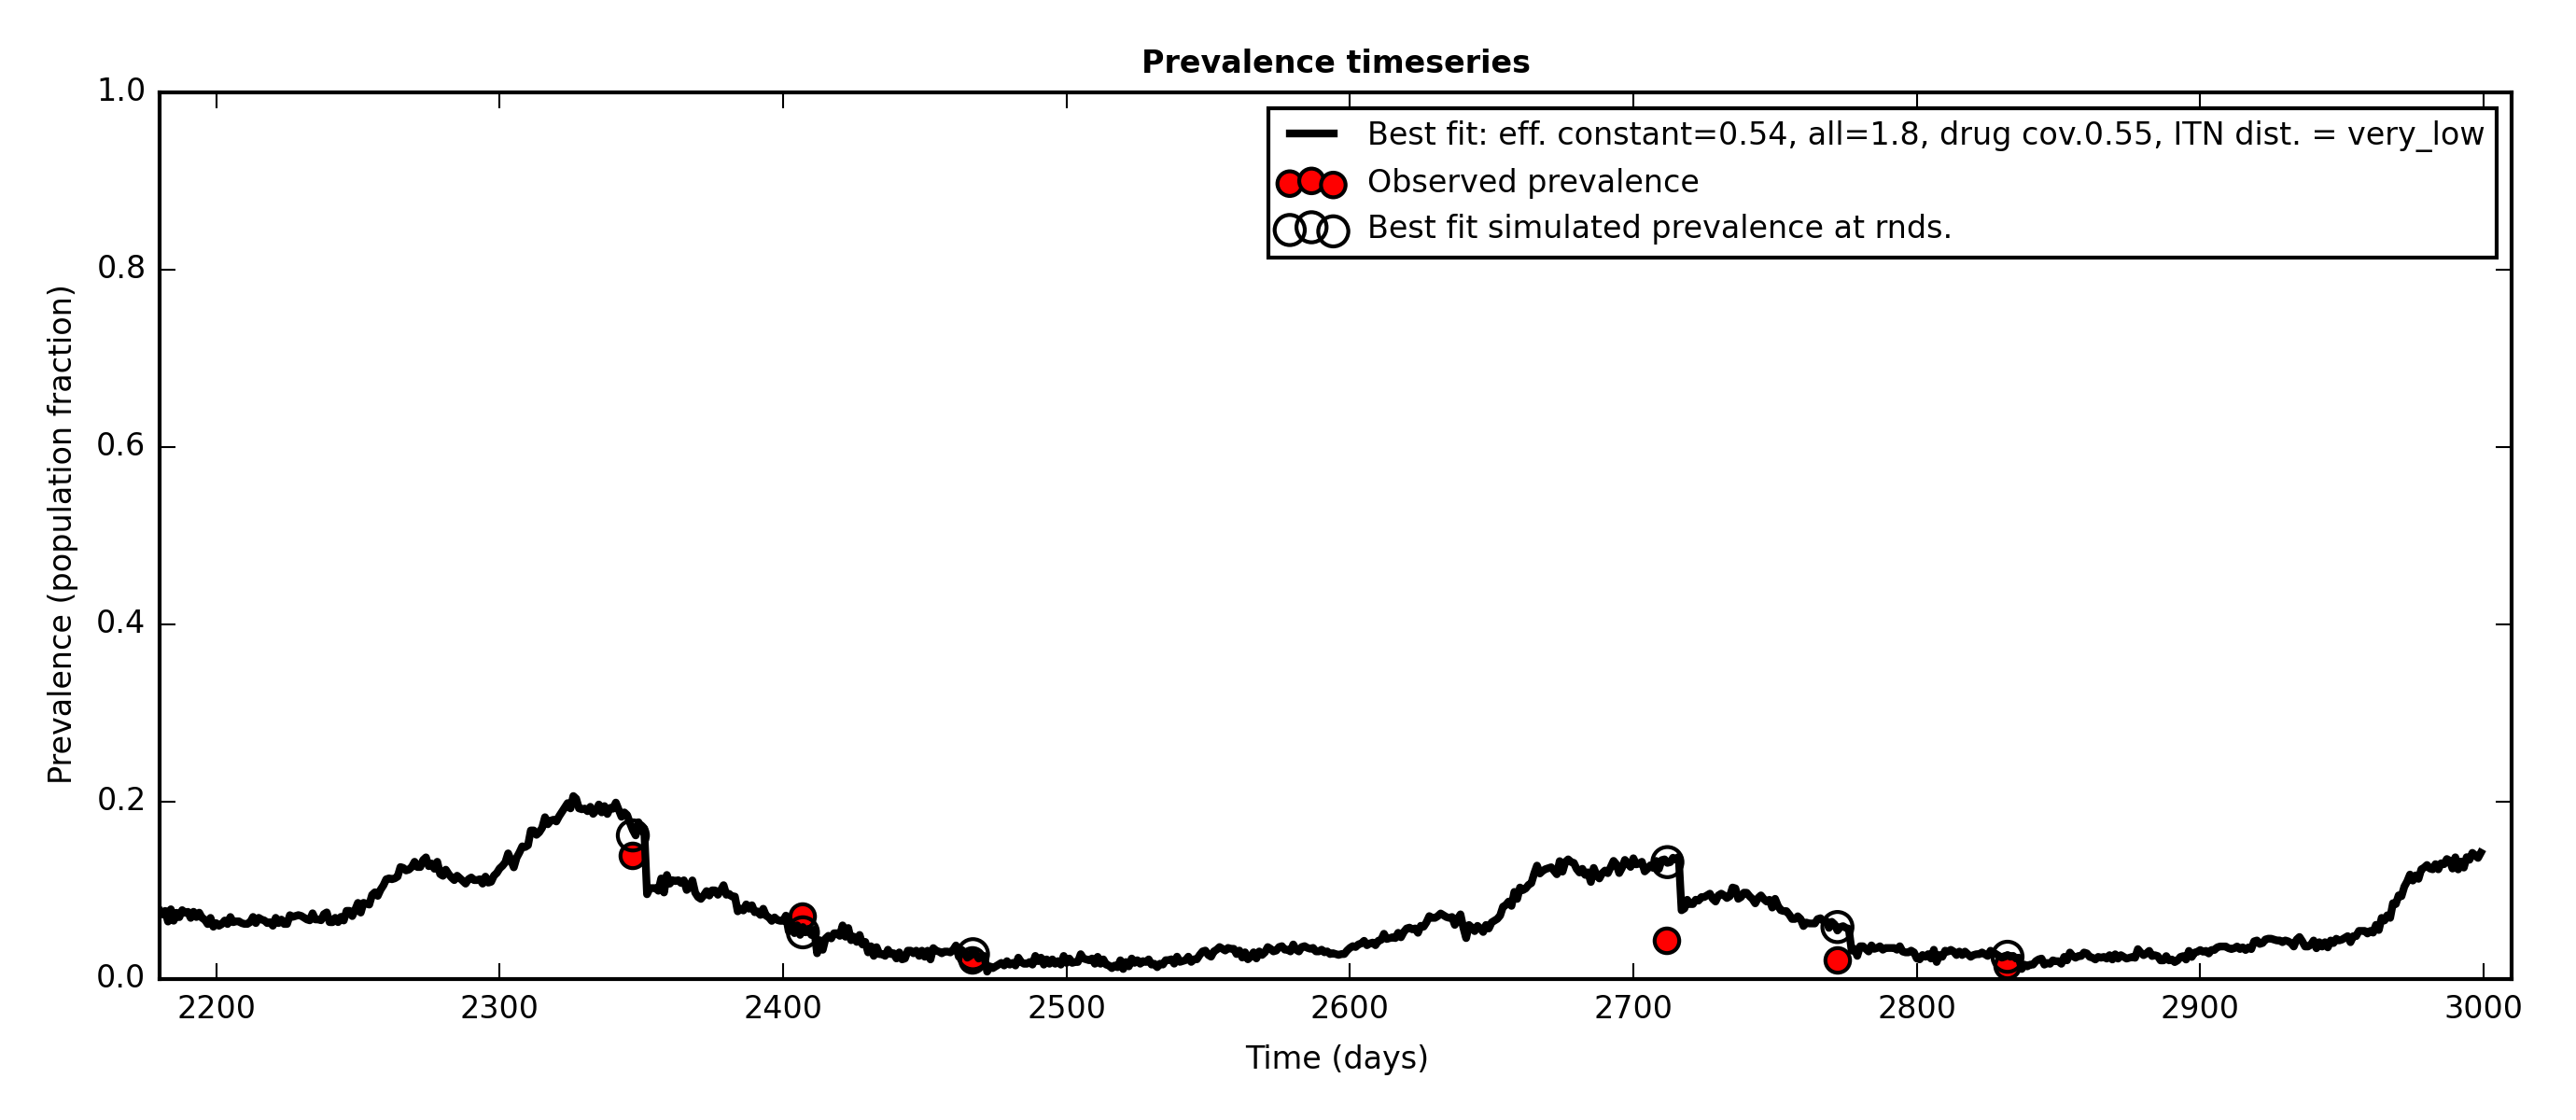 Prevalence timeseries
Best fit: eff. constant=0.54, all=1.8, drug cov.0.55, ITN dist. = very_low
Observed prevalence
Best fit simulated prevalence at rnds.
Prevalence (population fraction)
1.0
0.8
0.6
0.4
0.2
0.0
2200 2300 2400 2500 2600 2700 2800 2900 3000
Time (days)